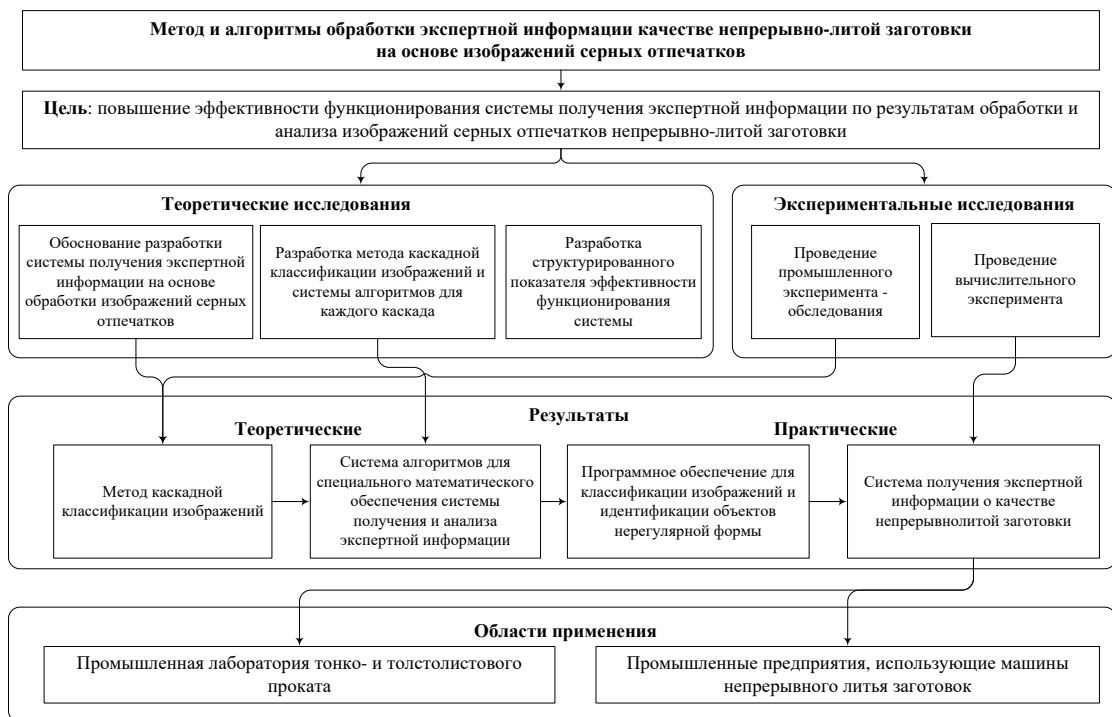 Метод и алгоритмы обработки экспертной информации качестве непрерывно-литой заготовки
на основе изображений серных отпечатков
Цель: повышение эффективности функционирования системы получения экспертной информации по результатам обработки и
анализа изображений серных отпечатков непрерывно-литой заготовки
Теоретические исследования
Обоснование разработки
системы получения экспертной
информации на основе
обработки изображений серных
отпечатков
Разработка метода каскадной
классификации изображений и
системы алгоритмов для
каждого каскада
Разработка
структурированного
показателя эффективности
функционирования
системы
Экспериментальные исследования
Проведение
промышленного
эксперимента -
обследования
Проведение
вычислительного
эксперимента
Результаты
Теоретические
Практические
Метод каскадной
классификации изображений
Система алгоритмов для
специального математического
обеспечения системы
получения и анализа
экспертной информации
Программное обеспечение для
классификации изображений и
идентификации объектов
нерегулярной формы
Система получения экспертной
информации о качестве
непрерывнолитой заготовки
Области применения
Промышленная лаборатория тонко- и толстолистового
проката
Промышленные предприятия, использующие машины
непрерывного литья заготовок